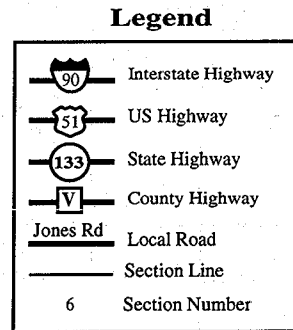 Legend
90 Interstate Highway
51 US Highway
133 State Highway
V County Highway
Jones Rd Local Road
Section Line
6 Section Number